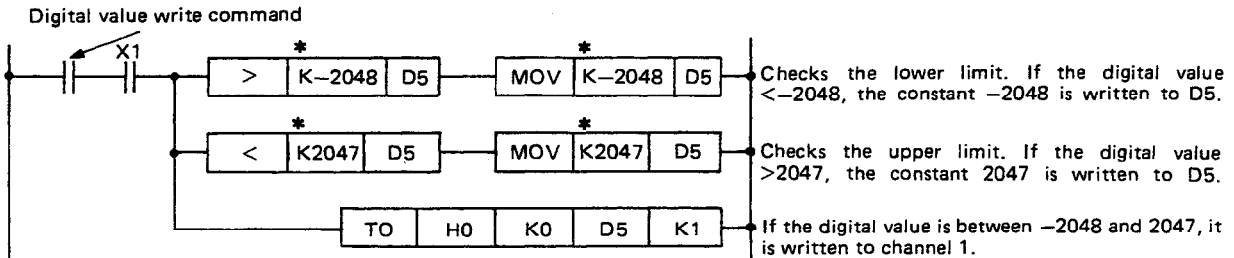 Digital value write command
X1
* *
> K−2048 D5 MOV K−2048 D5
Checks the lower limit. If the digital value
<−2048, the constant −2048 is written to D5.
* *
< K2047 D5 MOV K2047 D5
Checks the upper limit. If the digital value
>2047, the constant 2047 is written to D5.
TO H0 K0 D5 K1
If the digital value is between −2048 and 2047, it
is written to channel 1.